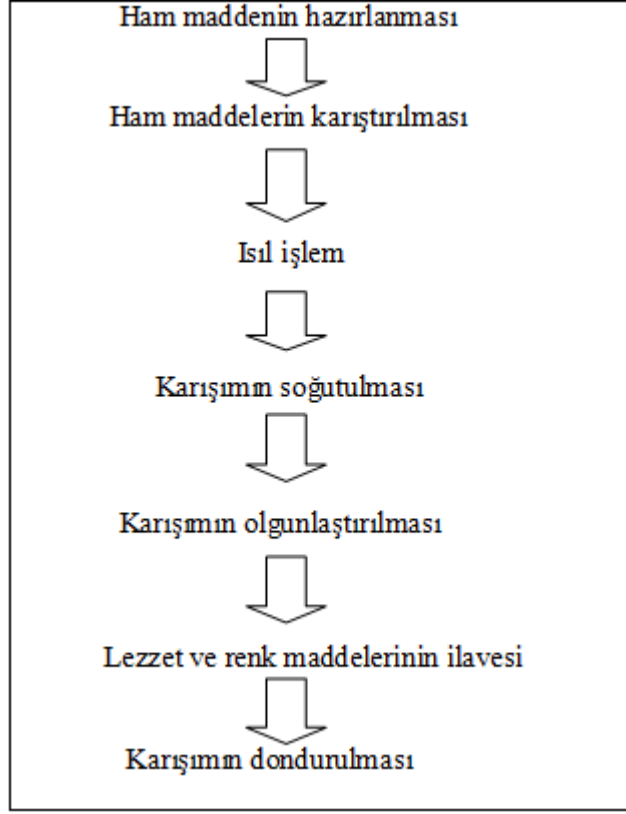 Ham maddenin hazırlanması
Ham maddelerin karıştırılması
Isıl işlem
Karışımın soğutulması
Karışımın olgunlaştırılması
Lezzet ve renk maddelerinin ilavesi
Karışımın dondurulması